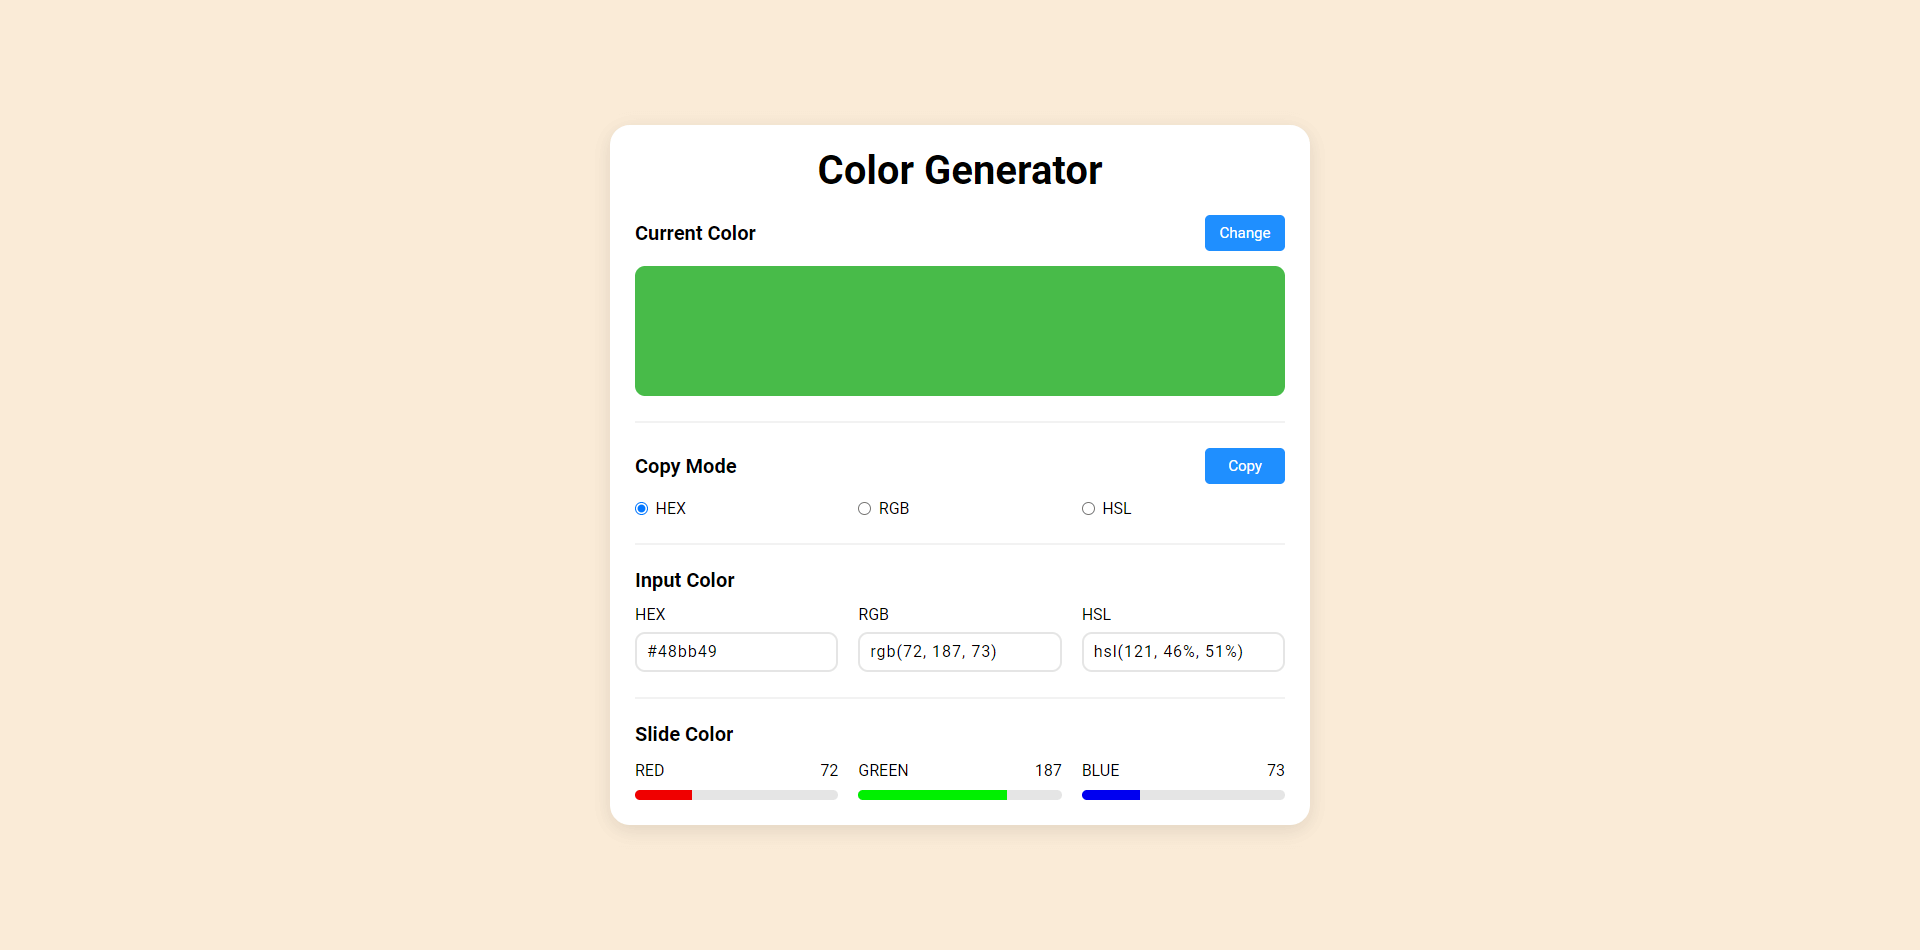 Color Generator
Current Color
Change
Copy Mode
Copy
HEX
RGB
HSL
Input Color
HEX
RGB
HSL
#48bb49
rgb(72, 187, 73)
hsl(121, 46%, 51%)
Slide Color
RED 72
GREEN 187
BLUE 73